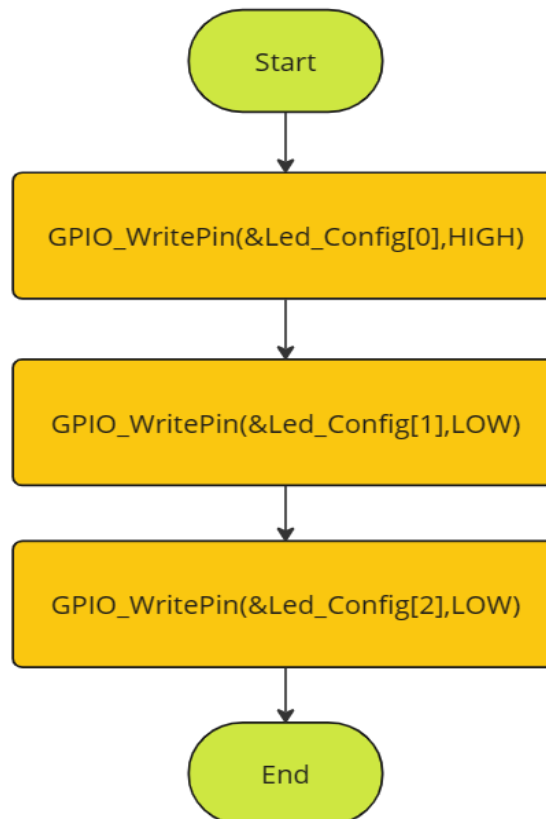 Start
GPIO_WritePin(&Led_Config[0],HIGH)
GPIO_WritePin(&Led_Config[1],LOW)
GPIO_WritePin(&Led_Config[2],LOW)
End